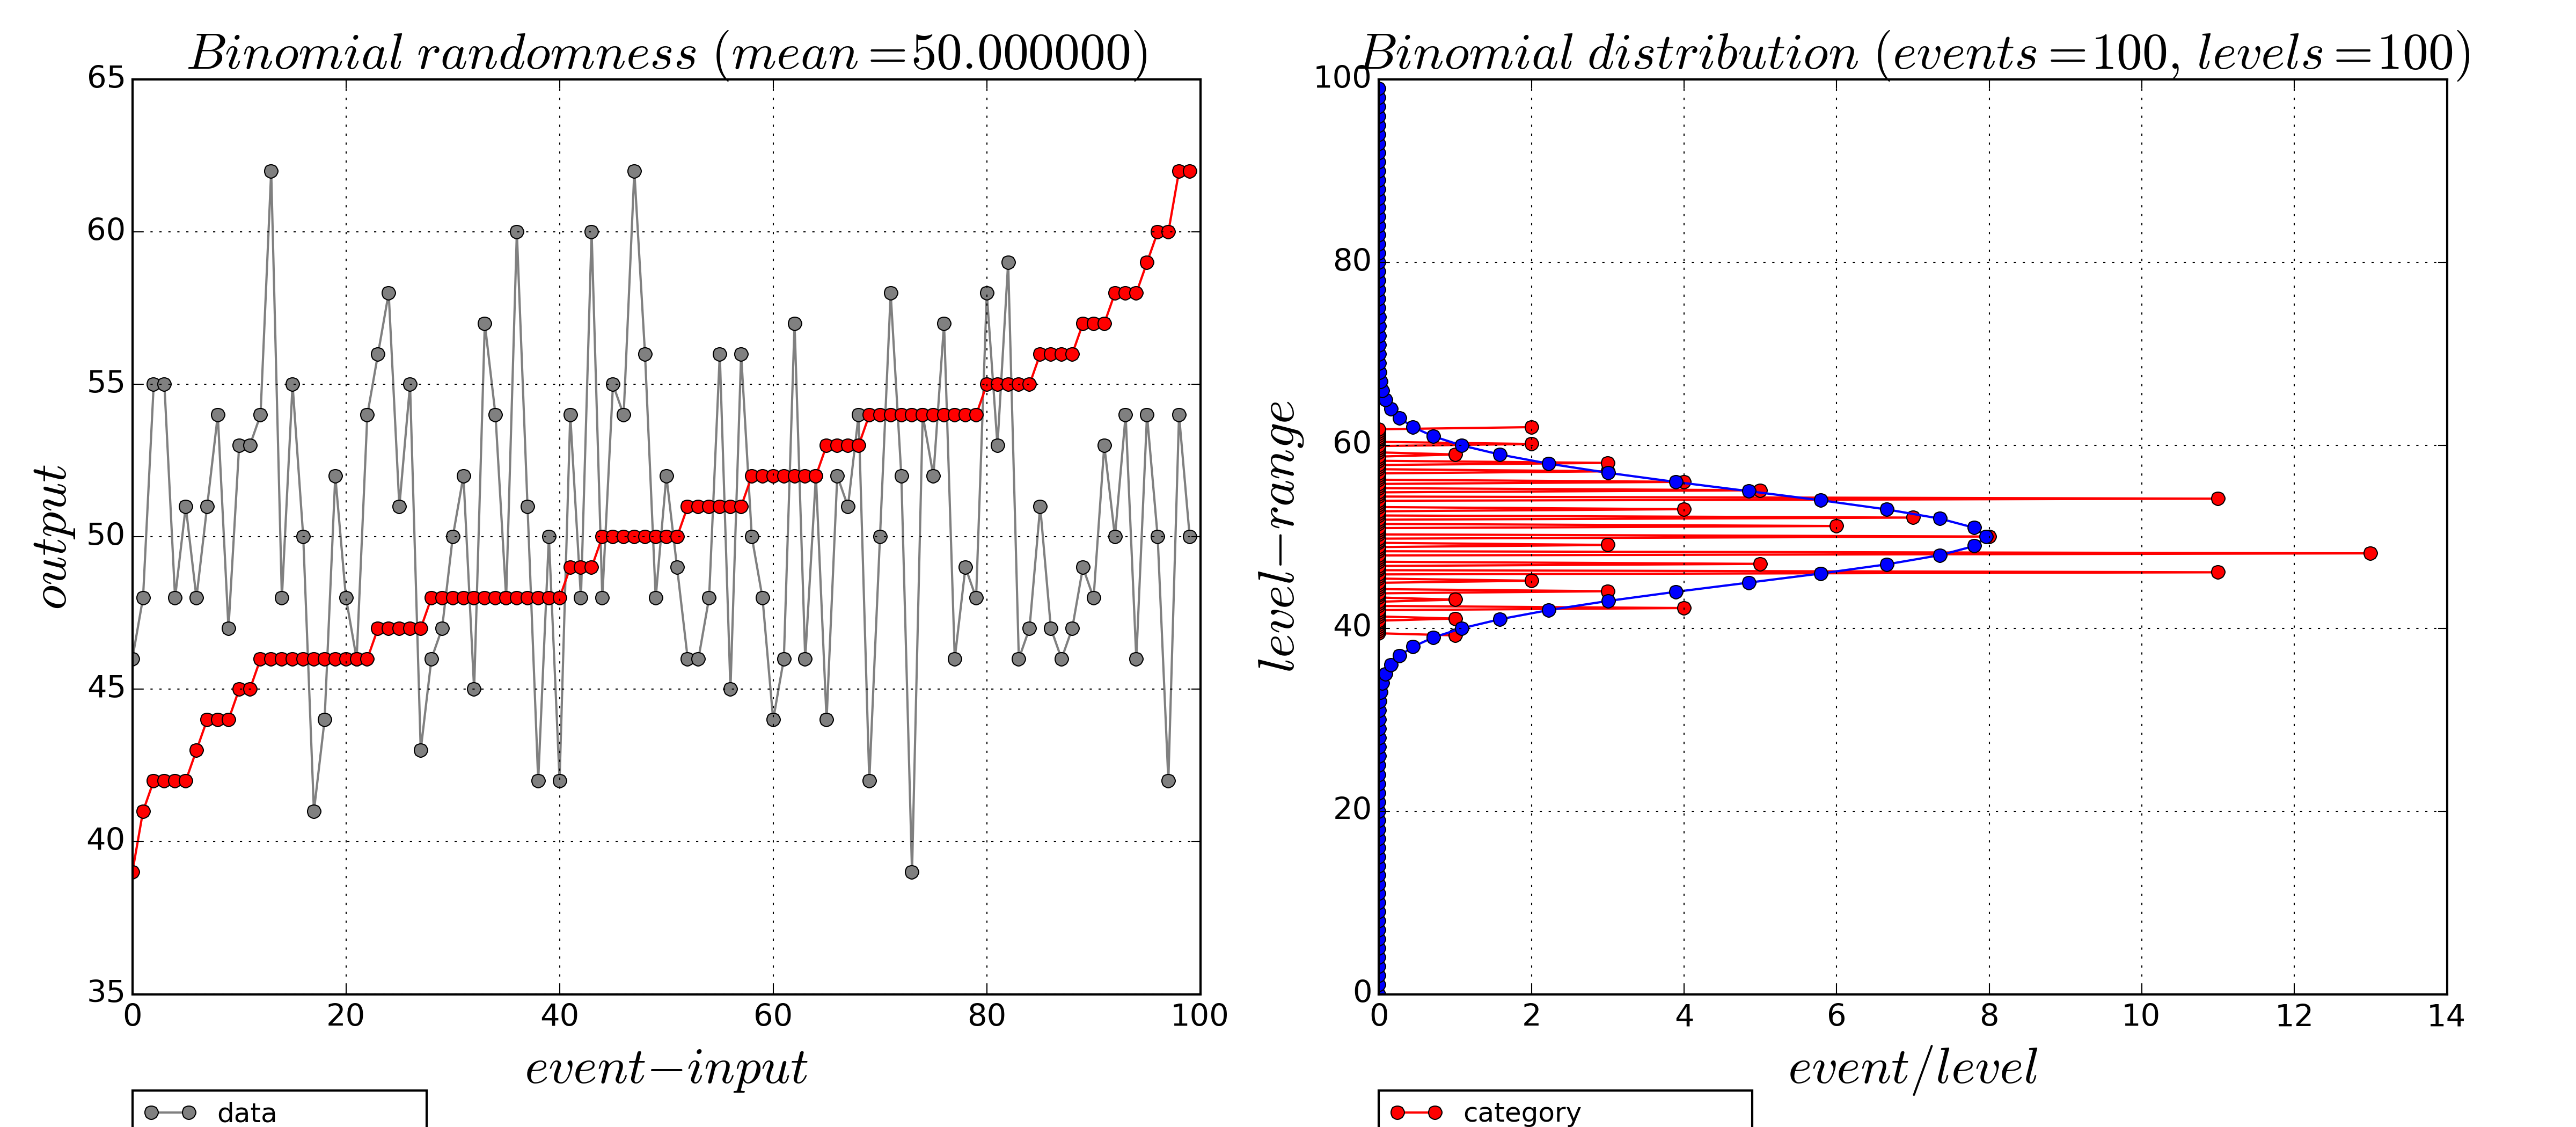 Binomial randomness (mean=50.000000)
65
60
55
50
45
40
35
output
0 20 40 60 80 100
event−input
data
Binomial distribution (events=100, levels=100)
100
80
60
40
20
0
level−range
0 2 4 6 8 10 12 14
event/level
category